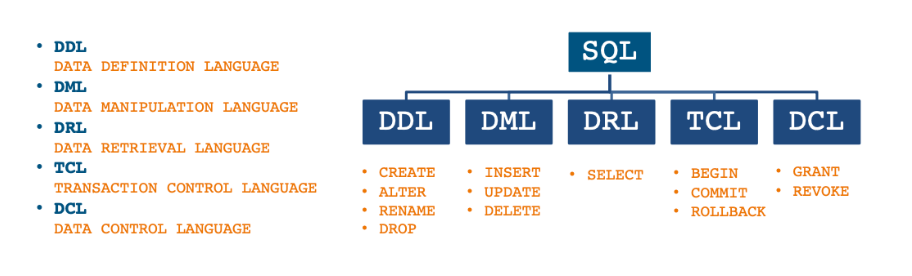 • DDL
DATA DEFINITION LANGUAGE
• DML
DATA MANIPULATION LANGUAGE
• DRL
DATA RETRIEVAL LANGUAGE
• TCL
TRANSACTION CONTROL LANGUAGE
• DCL
DATA CONTROL LANGUAGE
SQL
DDL
• CREATE
• ALTER
• RENAME
• DROP
DML
• INSERT
• UPDATE
• DELETE
DRL
• SELECT
TCL
• BEGIN
• COMMIT
• ROLLBACK
DCL
• GRANT
• REVOKE